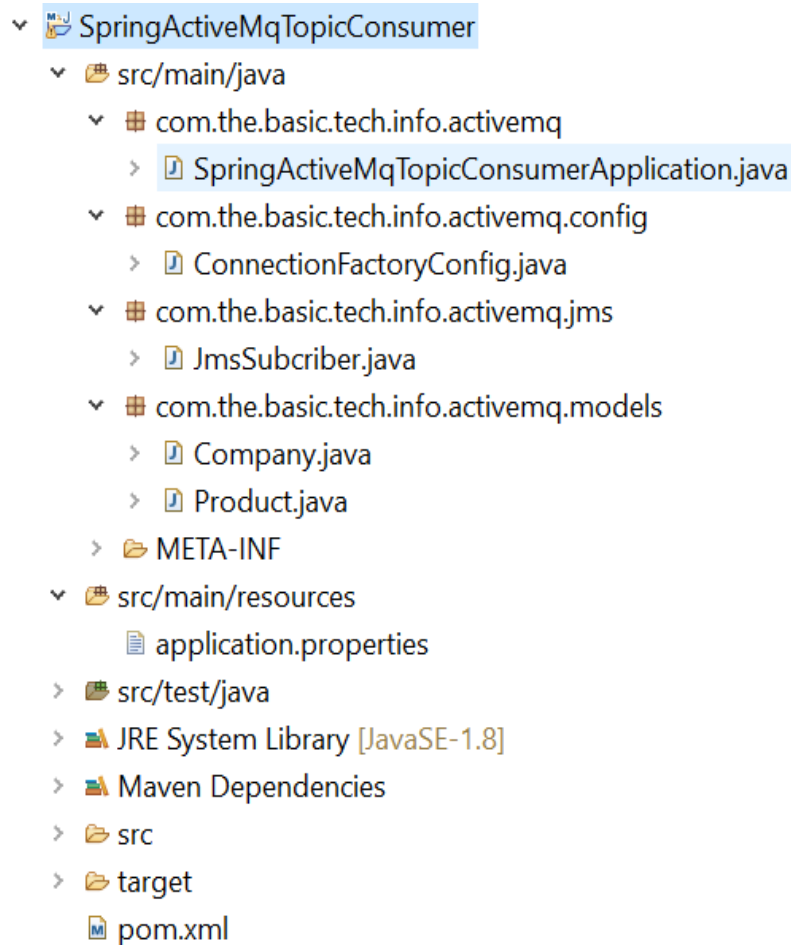 SpringActiveMqTopicConsumer
src/main/java
com.the.basic.tech.info.activemq
SpringActiveMqTopicConsumerApplication.java
com.the.basic.tech.info.activemq.config
ConnectionFactoryConfig.java
com.the.basic.tech.info.activemq.jms
JmsSubcriber.java
com.the.basic.tech.info.activemq.models
Company.java
Product.java
META-INF
src/main/resources
application.properties
src/test/java
JRE System Library [JavaSE-1.8]
Maven Dependencies
src
target
pom.xml